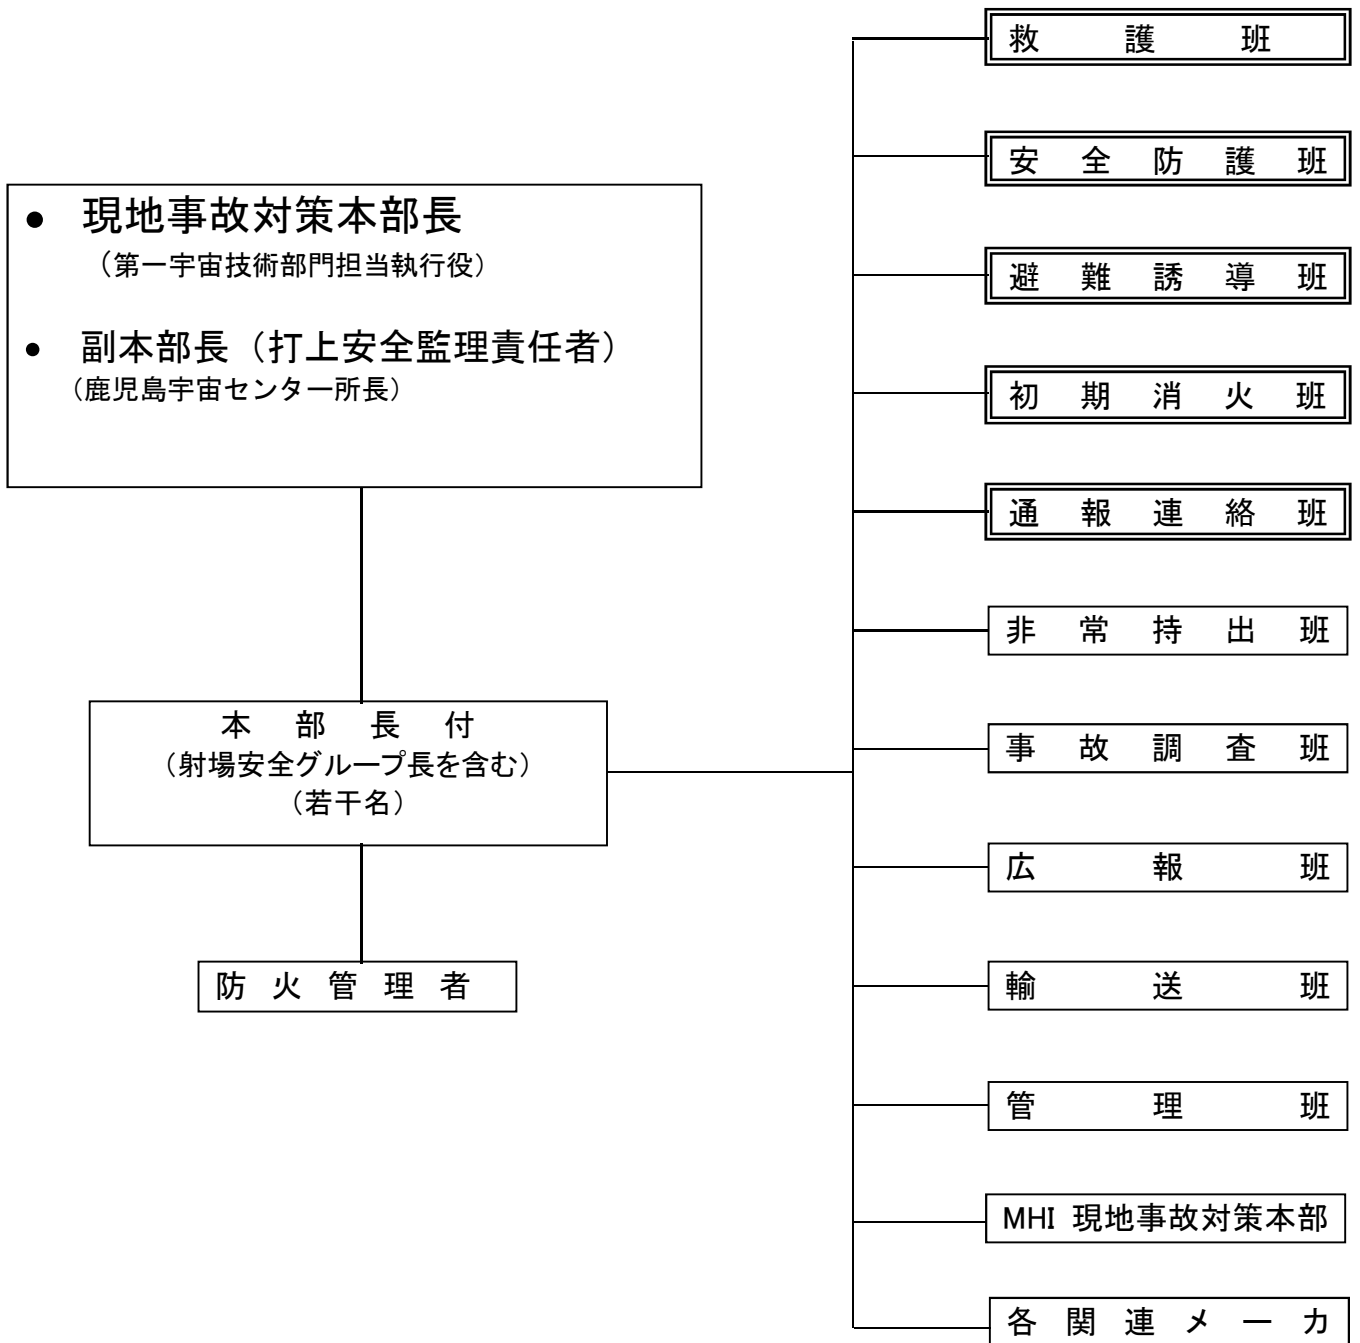 ● 現地事故対策本部長
（第一宇宙技術部門担当執行役）
● 副本部長（打上安全監理責任者）
（鹿児島宇宙センター所長）
本部長付
（射場安全グループ長を含む）
（若干名）
防火管理者
救護班
安全防護班
避難誘導班
初期消火班
通報連絡班
非常持出班
事故調査班
広報班
輸送班
管理班
MHI 現地事故対策本部
各関連メーカ